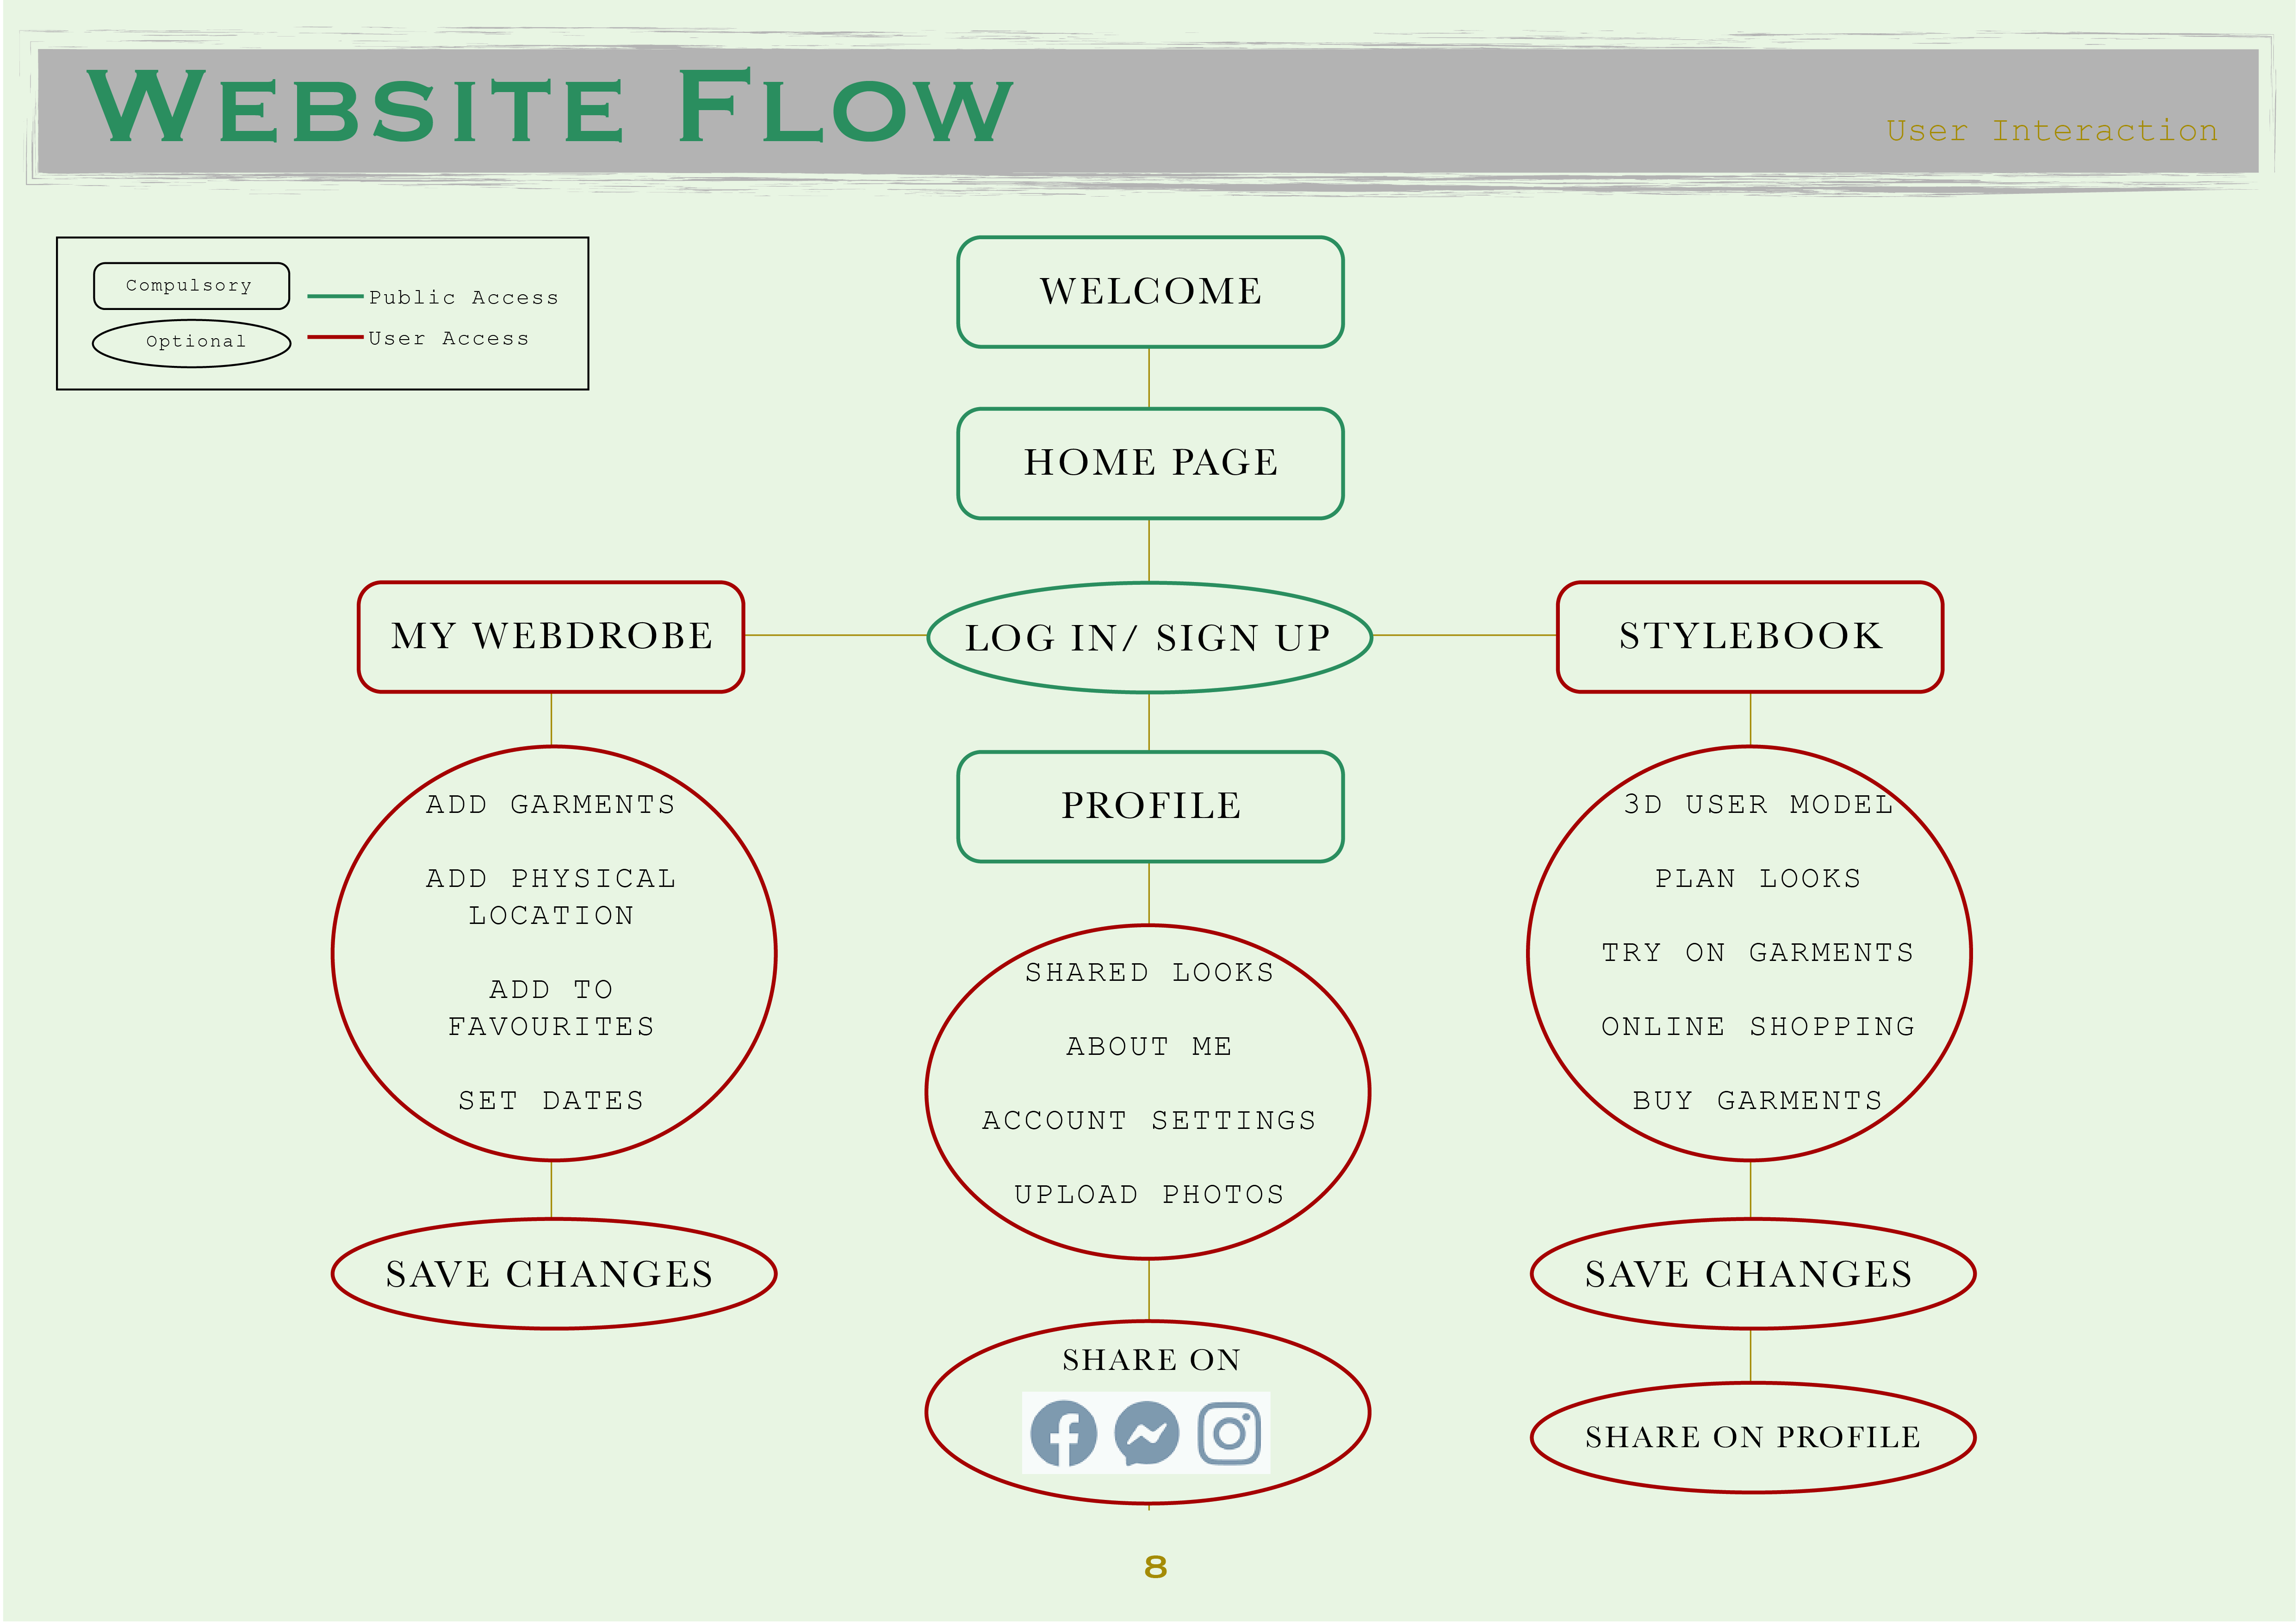 WEBSITE FLOW
User Interaction
Compulsory
Optional
Public Access
User Access
WELCOME
HOME PAGE
MY WEBDROBE
LOG IN/ SIGN UP
STYLEBOOK
ADD GARMENTS
ADD PHYSICAL
LOCATION
ADD TO
FAVOURITES
SET DATES
SAVE CHANGES
PROFILE
SHARED LOOKS
ABOUT ME
ACCOUNT SETTINGS
UPLOAD PHOTOS
SHARE ON
3D USER MODEL
PLAN LOOKS
TRY ON GARMENTS
ONLINE SHOPPING
BUY GARMENTS
SAVE CHANGES
SHARE ON PROFILE
8